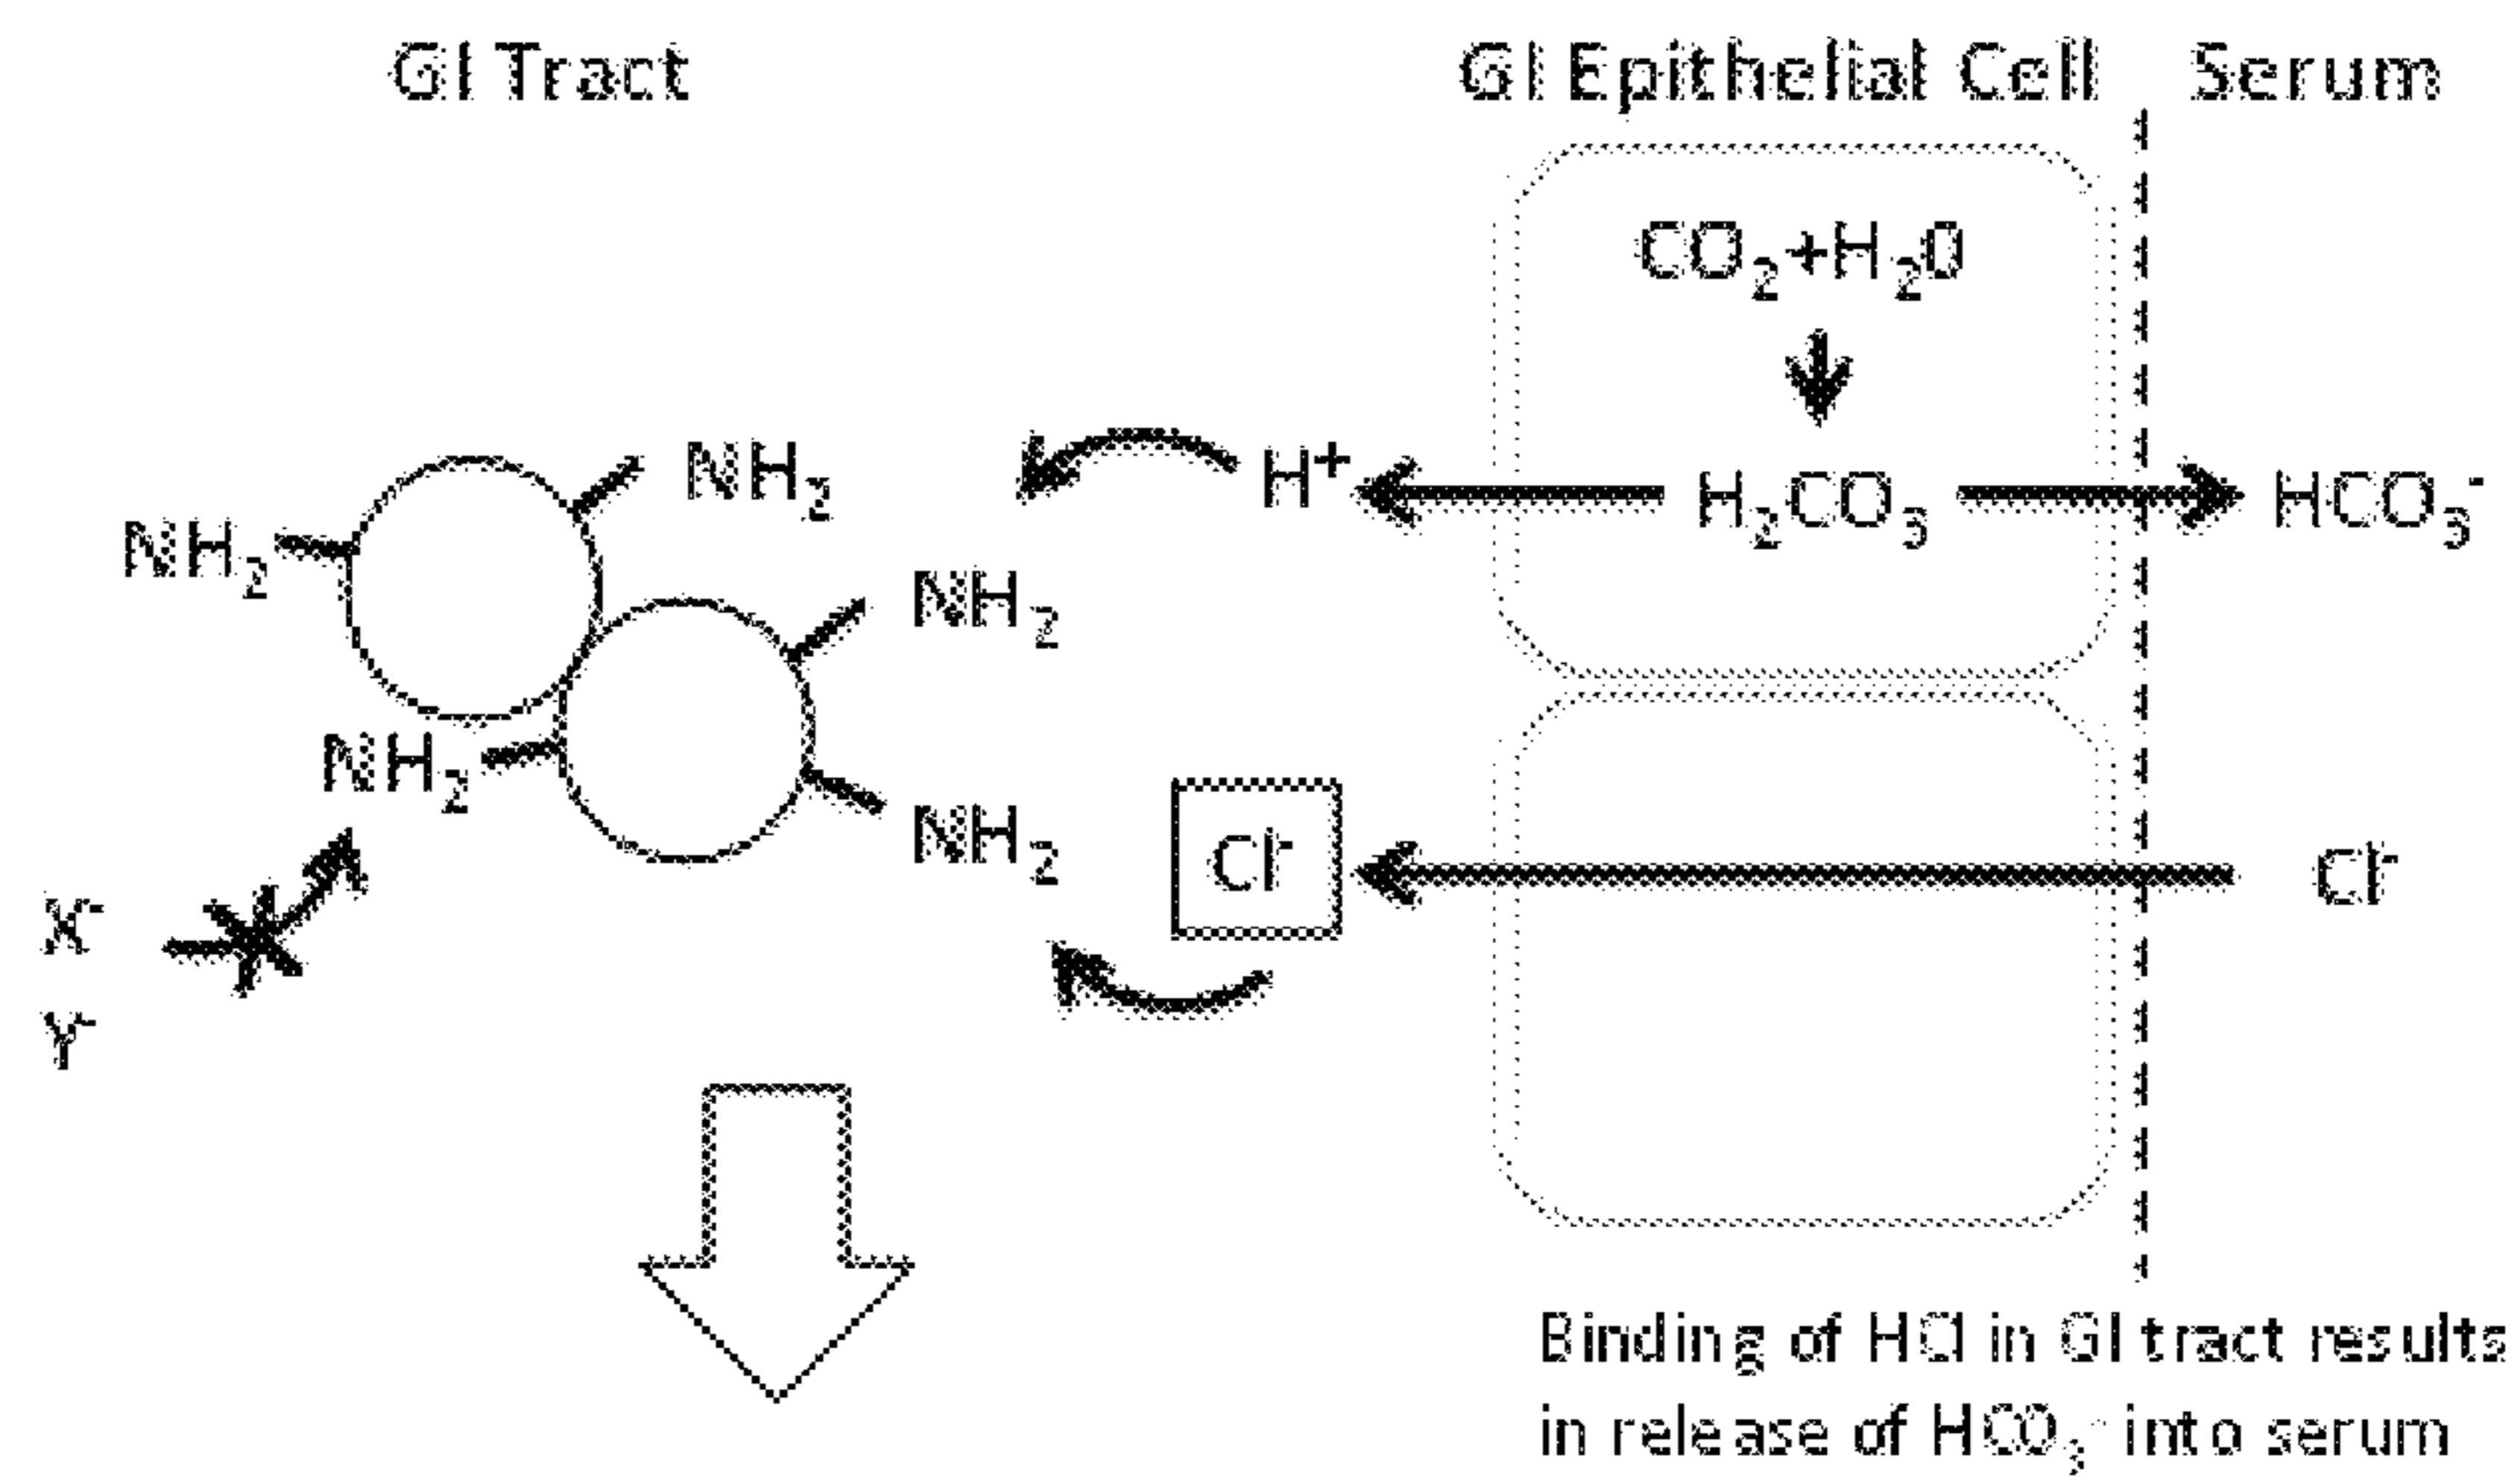 GI Tract
GI Epithelial Cell
Serum
CO₂+H₂0
NH₂
H⁺
H₂CO₃
HCO₃⁻
NH₂
NH₂
NH₂
NH₂
Cl⁻
Cl⁻
X⁻
Y⁻
Binding of HCl in GI tract results
in release of HCO₃⁻ into serum